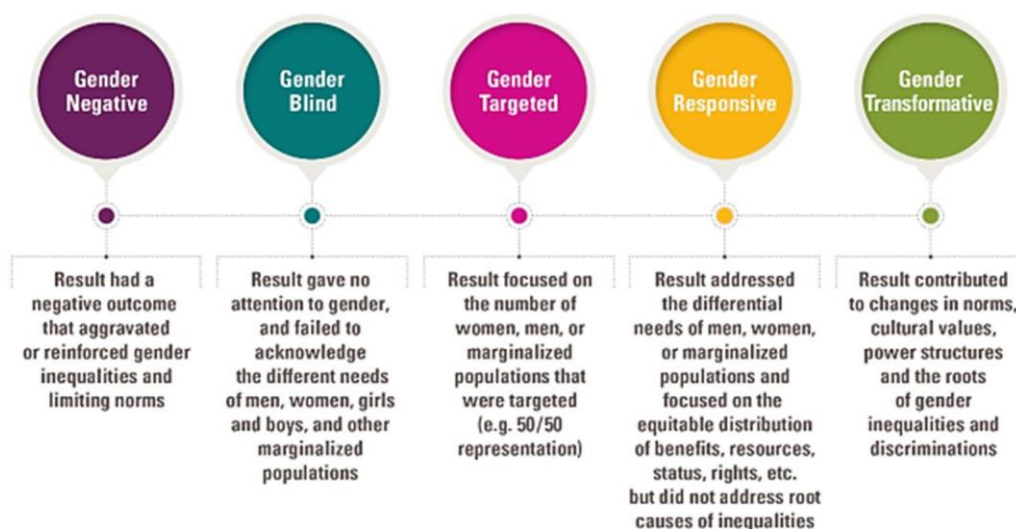 Gender
Negative
Gender
Blind
Gender
Targeted
Gender
Responsive
Gender
Transformative
Result had a
negative outcome
that aggravated
or reinforced gender
inequalities and
limiting norms
Result gave no
attention to gender,
and failed to
acknowledge
the different needs
of men, women, girls
and boys, and other
marginalized
populations
Result focused on
the number of
women, men, or
marginalized
populations that
were targeted
(e.g. 50/50
representation)
Result addressed
the differential
needs of men, women,
or marginalized
populations and
focused on the
equitable distribution
of benefits, resources,
status, rights, etc.
but did not address root
causes of inequalities
Result contributed
to changes in norms,
cultural values,
power structures
and the roots
of gender
inequalities and
discriminations